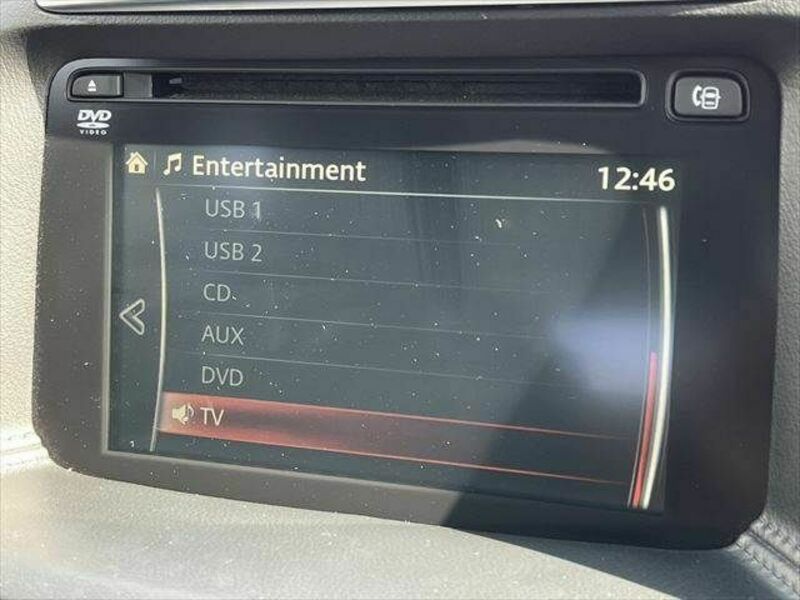 DVD
VIDEO
Entertainment
12:46
USB 1
USB 2
CD
AUX
DVD
TV